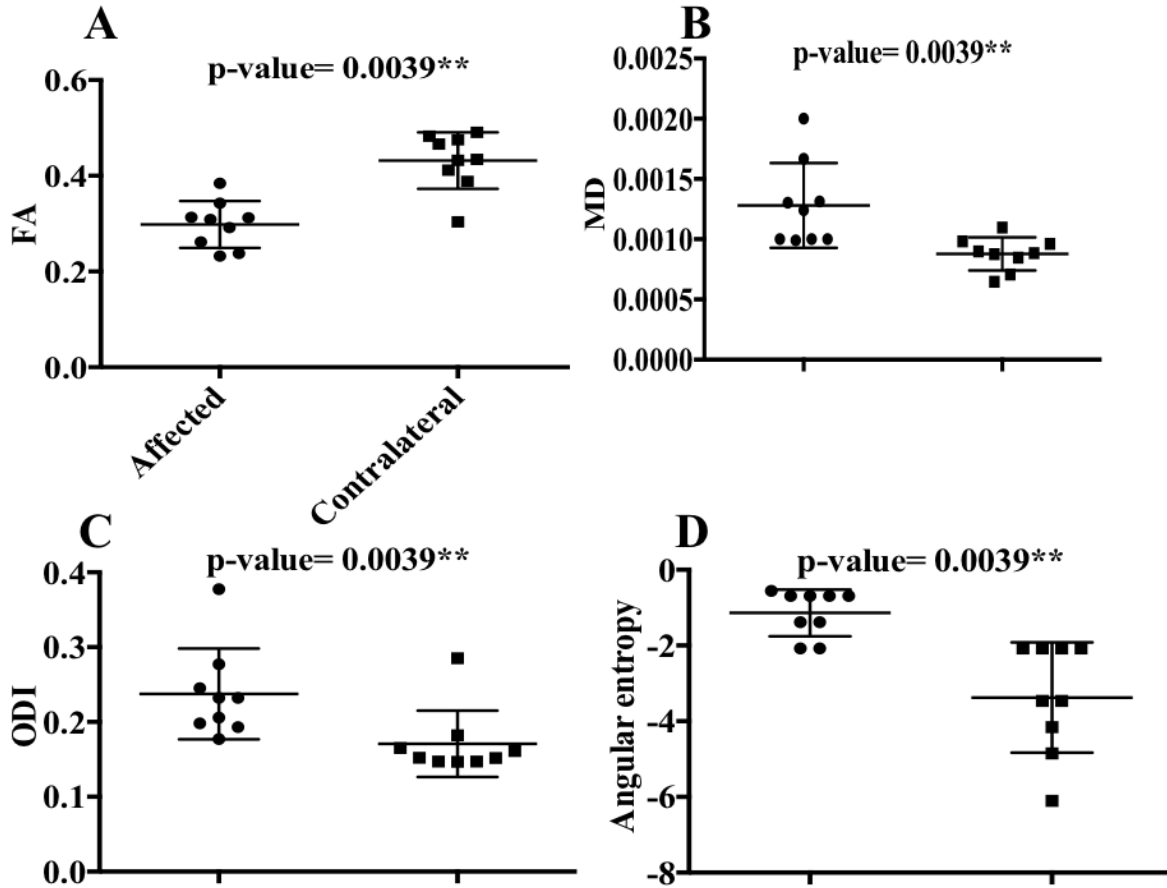 A
p-value= 0.0039**
FA
0.6
0.4
0.2
0.0
Affected
Contralateral
B
p-value= 0.0039**
MD
0.0025
0.0020
0.0015
0.0010
0.0005
0.0000
C
p-value= 0.0039**
ODI
0.4
0.3
0.2
0.1
0.0
D
p-value= 0.0039**
Angular entropy
0
-2
-4
-6
-8